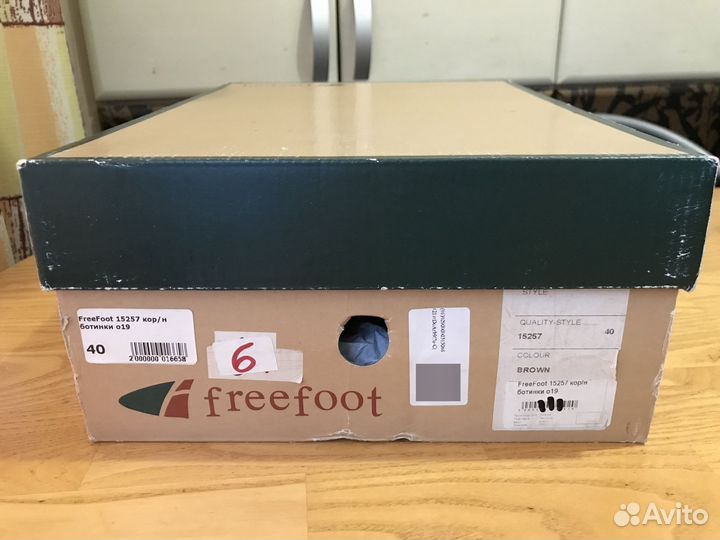 FreeFoot 15257 кор/н
ботинки о19
40
2000000 016658
6
freefoot
STYLE
QUALITY-STYLE
15257 40
COLOUR
BROWN
FreeFoot 15257 кор/н
ботинки о19
Avito